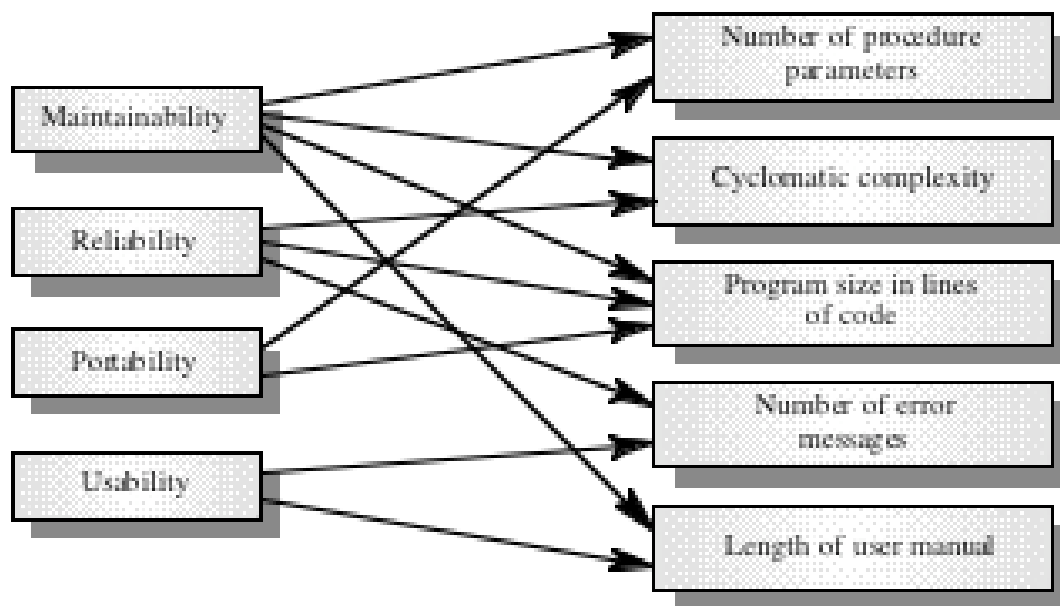 Maintainability
Reliability
Portability
Usability
Number of procedure
parameters
Cyclomatic complexity
Program size in lines
of code
Number of error
messages
Length of user manual